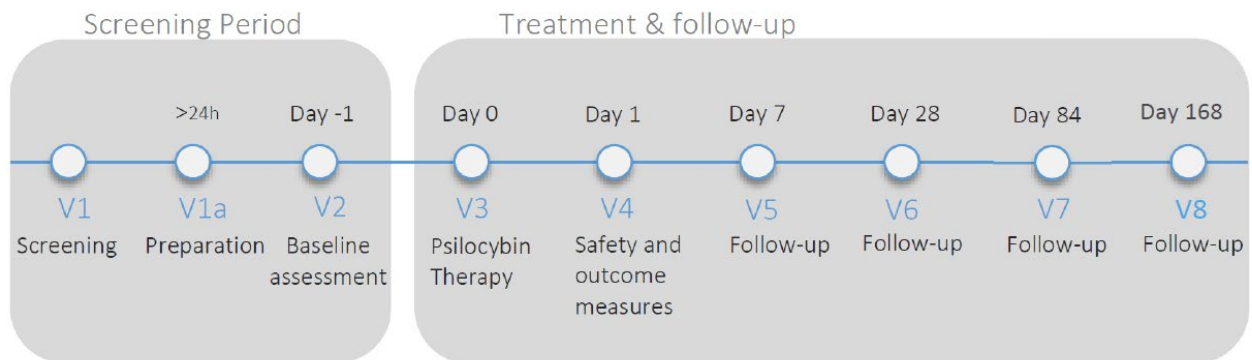 Screening Period
Treatment & follow-up
>24h
Day -1
Day 0
Day 1
Day 7
Day 28
Day 84
Day 168
V1
V1a
V2
V3
V4
V5
V6
V7
V8
Screening
Preparation
Baseline
assessment
Psilocybin
Therapy
Safety and
outcome
measures
Follow-up
Follow-up
Follow-up
Follow-up